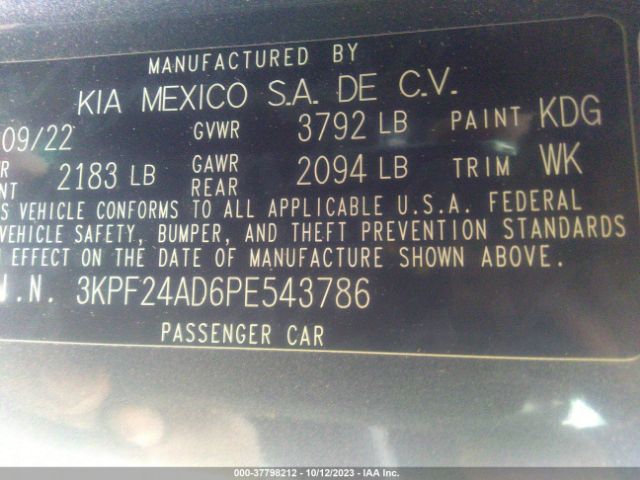 MANUFACTURED BY
KIA MEXICO S.A. DE C.V.
09/22 GVWR 3792 LB PAINT KDG
2183 LB GAWR REAR 2094 LB TRIM WK
VEHICLE CONFORMS TO ALL APPLICABLE U.S.A. FEDERAL
VEHICLE SAFETY, BUMPER, AND THEFT PREVENTION STANDARDS
EFFECT ON THE DATE OF MANUFACTURE SHOWN ABOVE.
.N. 3KPF24AD6PE543786
PASSENGER CAR
000-37798212 - 10/12/2023 - IAA Inc.